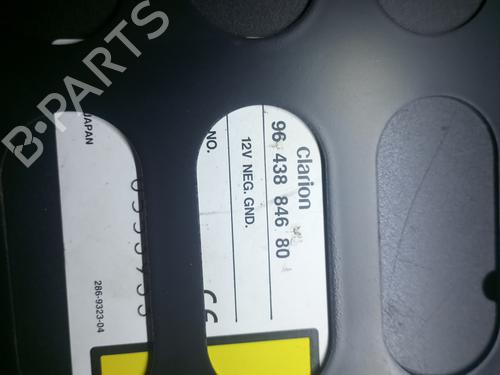 Clarion
96 438 846 80
12V NEG. GND.
NO.
JAPAN
286-9323-04
B-PARTS